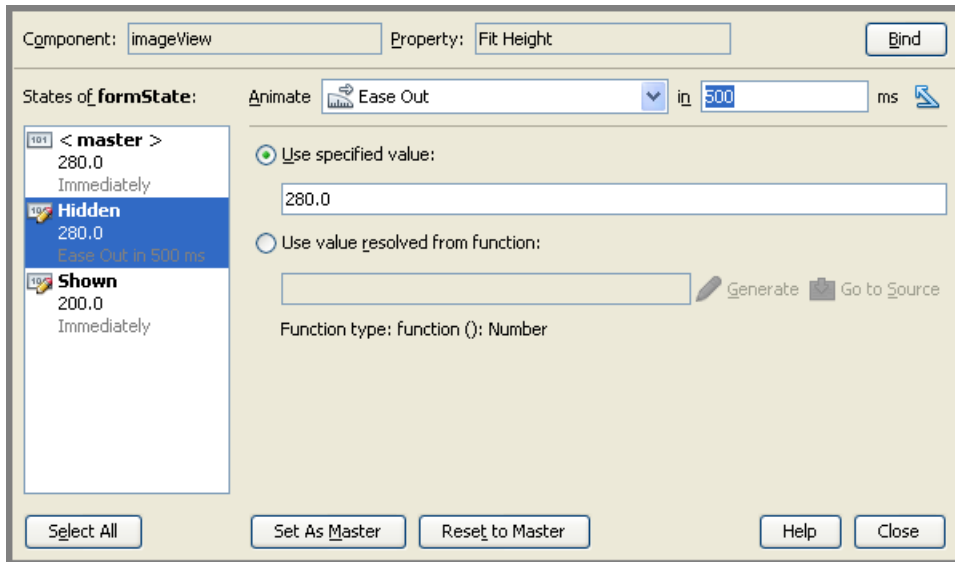 Component: imageView Property: Fit Height Bind
States of formState: Animate Ease Out in 500 ms
< master >
280.0
Immediately
Hidden
280.0
Ease Out in 500 ms
Shown
200.0
Immediately
Use specified value:
280.0
Use value resolved from function:
Generate Go to Source
Function type: function (): Number
Select All Set As Master Reset to Master Help Close